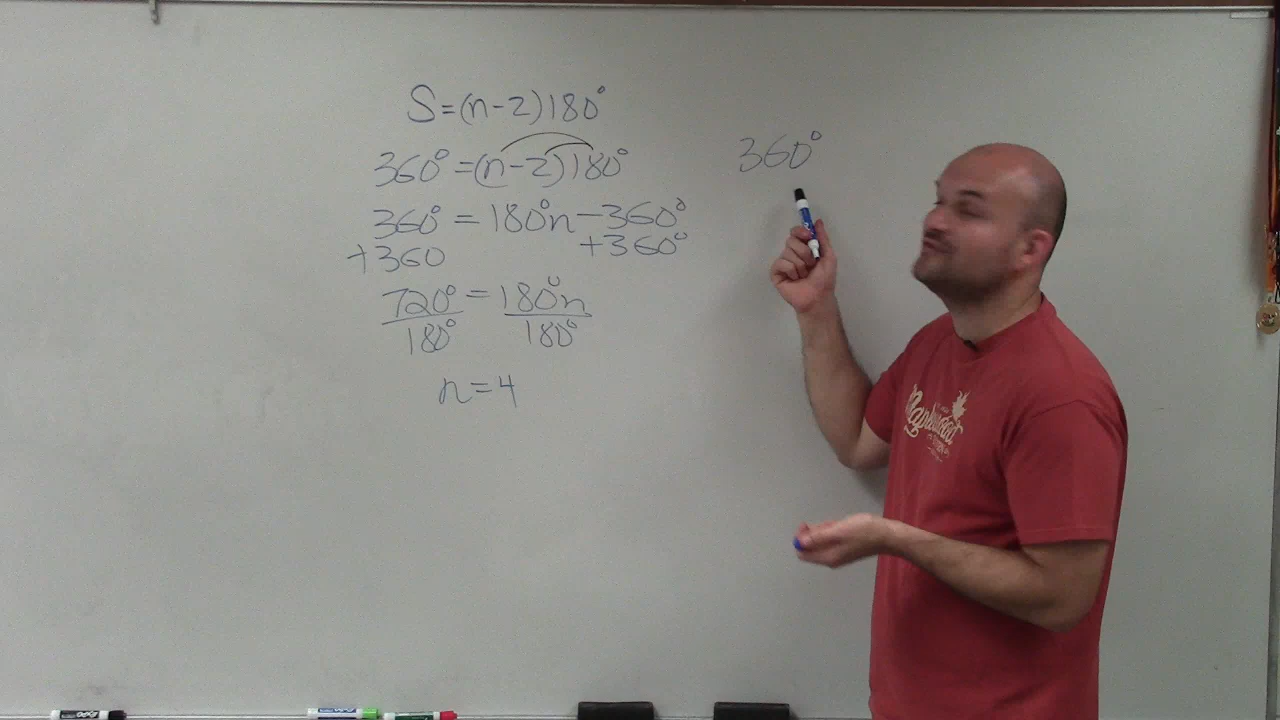 S=(n-2)180°
360°=(n-2)180°
360°
360° = 180°n-360°
+360 +360°
720° = 180°n
180° 180°
n=4